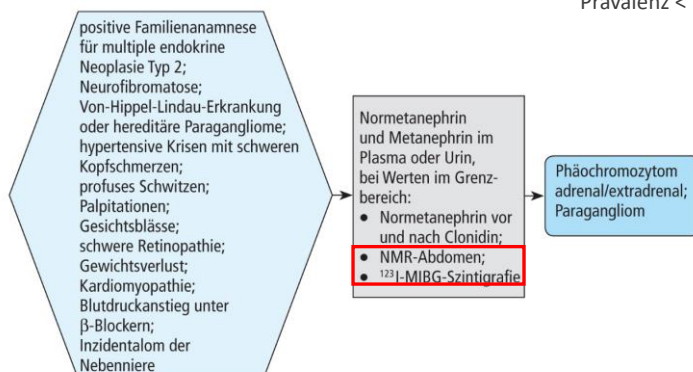 Prävalenz <
positive Familienanamnese
für multiple endokrine
Neoplasie Typ 2;
Neurofibromatose;
Von-Hippel-Lindau-Erkrankung
oder hereditäre Paragangliome;
hypertensive Krisen mit schweren
Kopfschmerzen;
profuses Schwitzen;
Palpitationen;
Gesichtsblässe;
schwere Retinopathie;
Gewichtsverlust;
Kardiomyopathie;
Blutdruckanstieg unter
β-Blockern;
Inzidentalom der
Nebenniere
Normetanephrin
und Metanephrin im
Plasma oder Urin,
bei Werten im Grenz-
bereich:
• Normetanephrin vor
und nach Clonidin;
• NMR-Abdomen;
• ¹²³J-MIBG-Szintigrafie
Phäochromozytom
adrenal/extradrenal;
Paragangliom